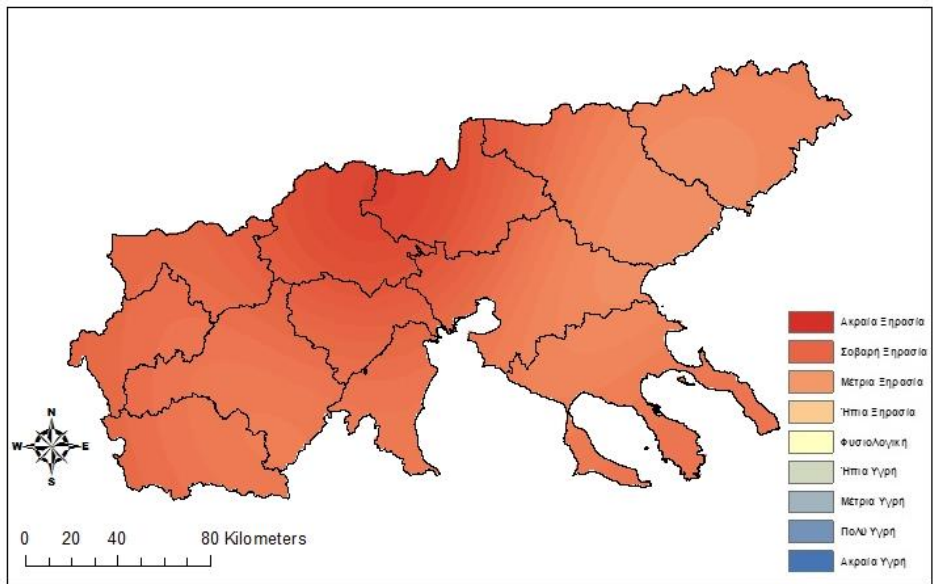 Ακραία Ξηρασία
Σοβαρή Ξηρασία
Μέτρια Ξηρασία
Ήπια Ξηρασία
Φυσιολογική
Ήπια Υγρή
Μέτρια Υγρή
Πολύ Υγρή
Ακραία Υγρή
N
W E
S
0 20 40 80 Kilometers